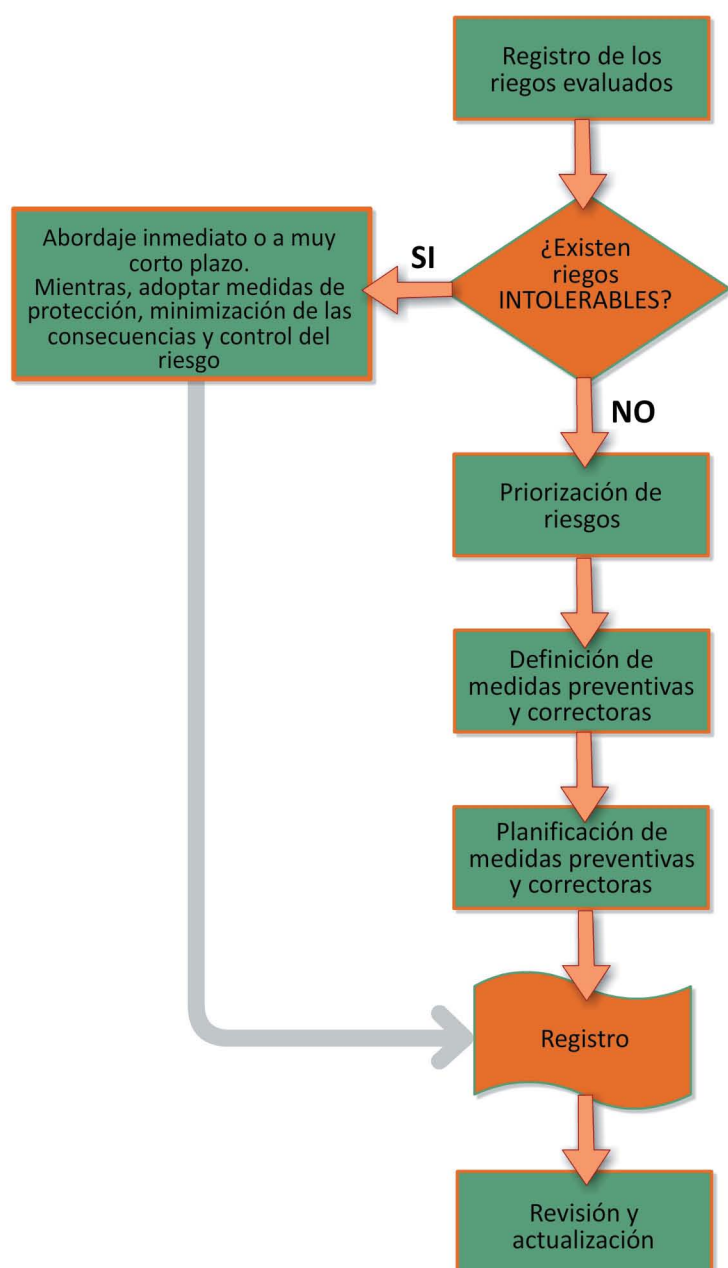 Registro de los
riegos evaluados
¿Existen
riegos
INTOLERABLES?
SI
Abordaje inmediato o a muy
corto plazo.
Mientras, adoptar medidas de
protección, minimización de las
consecuencias y control del
riesgo
NO
Priorización de
riesgos
Definición de
medidas preventivas
y correctoras
Planificación de
medidas preventivas
y correctoras
Registro
Revisión y
actualización